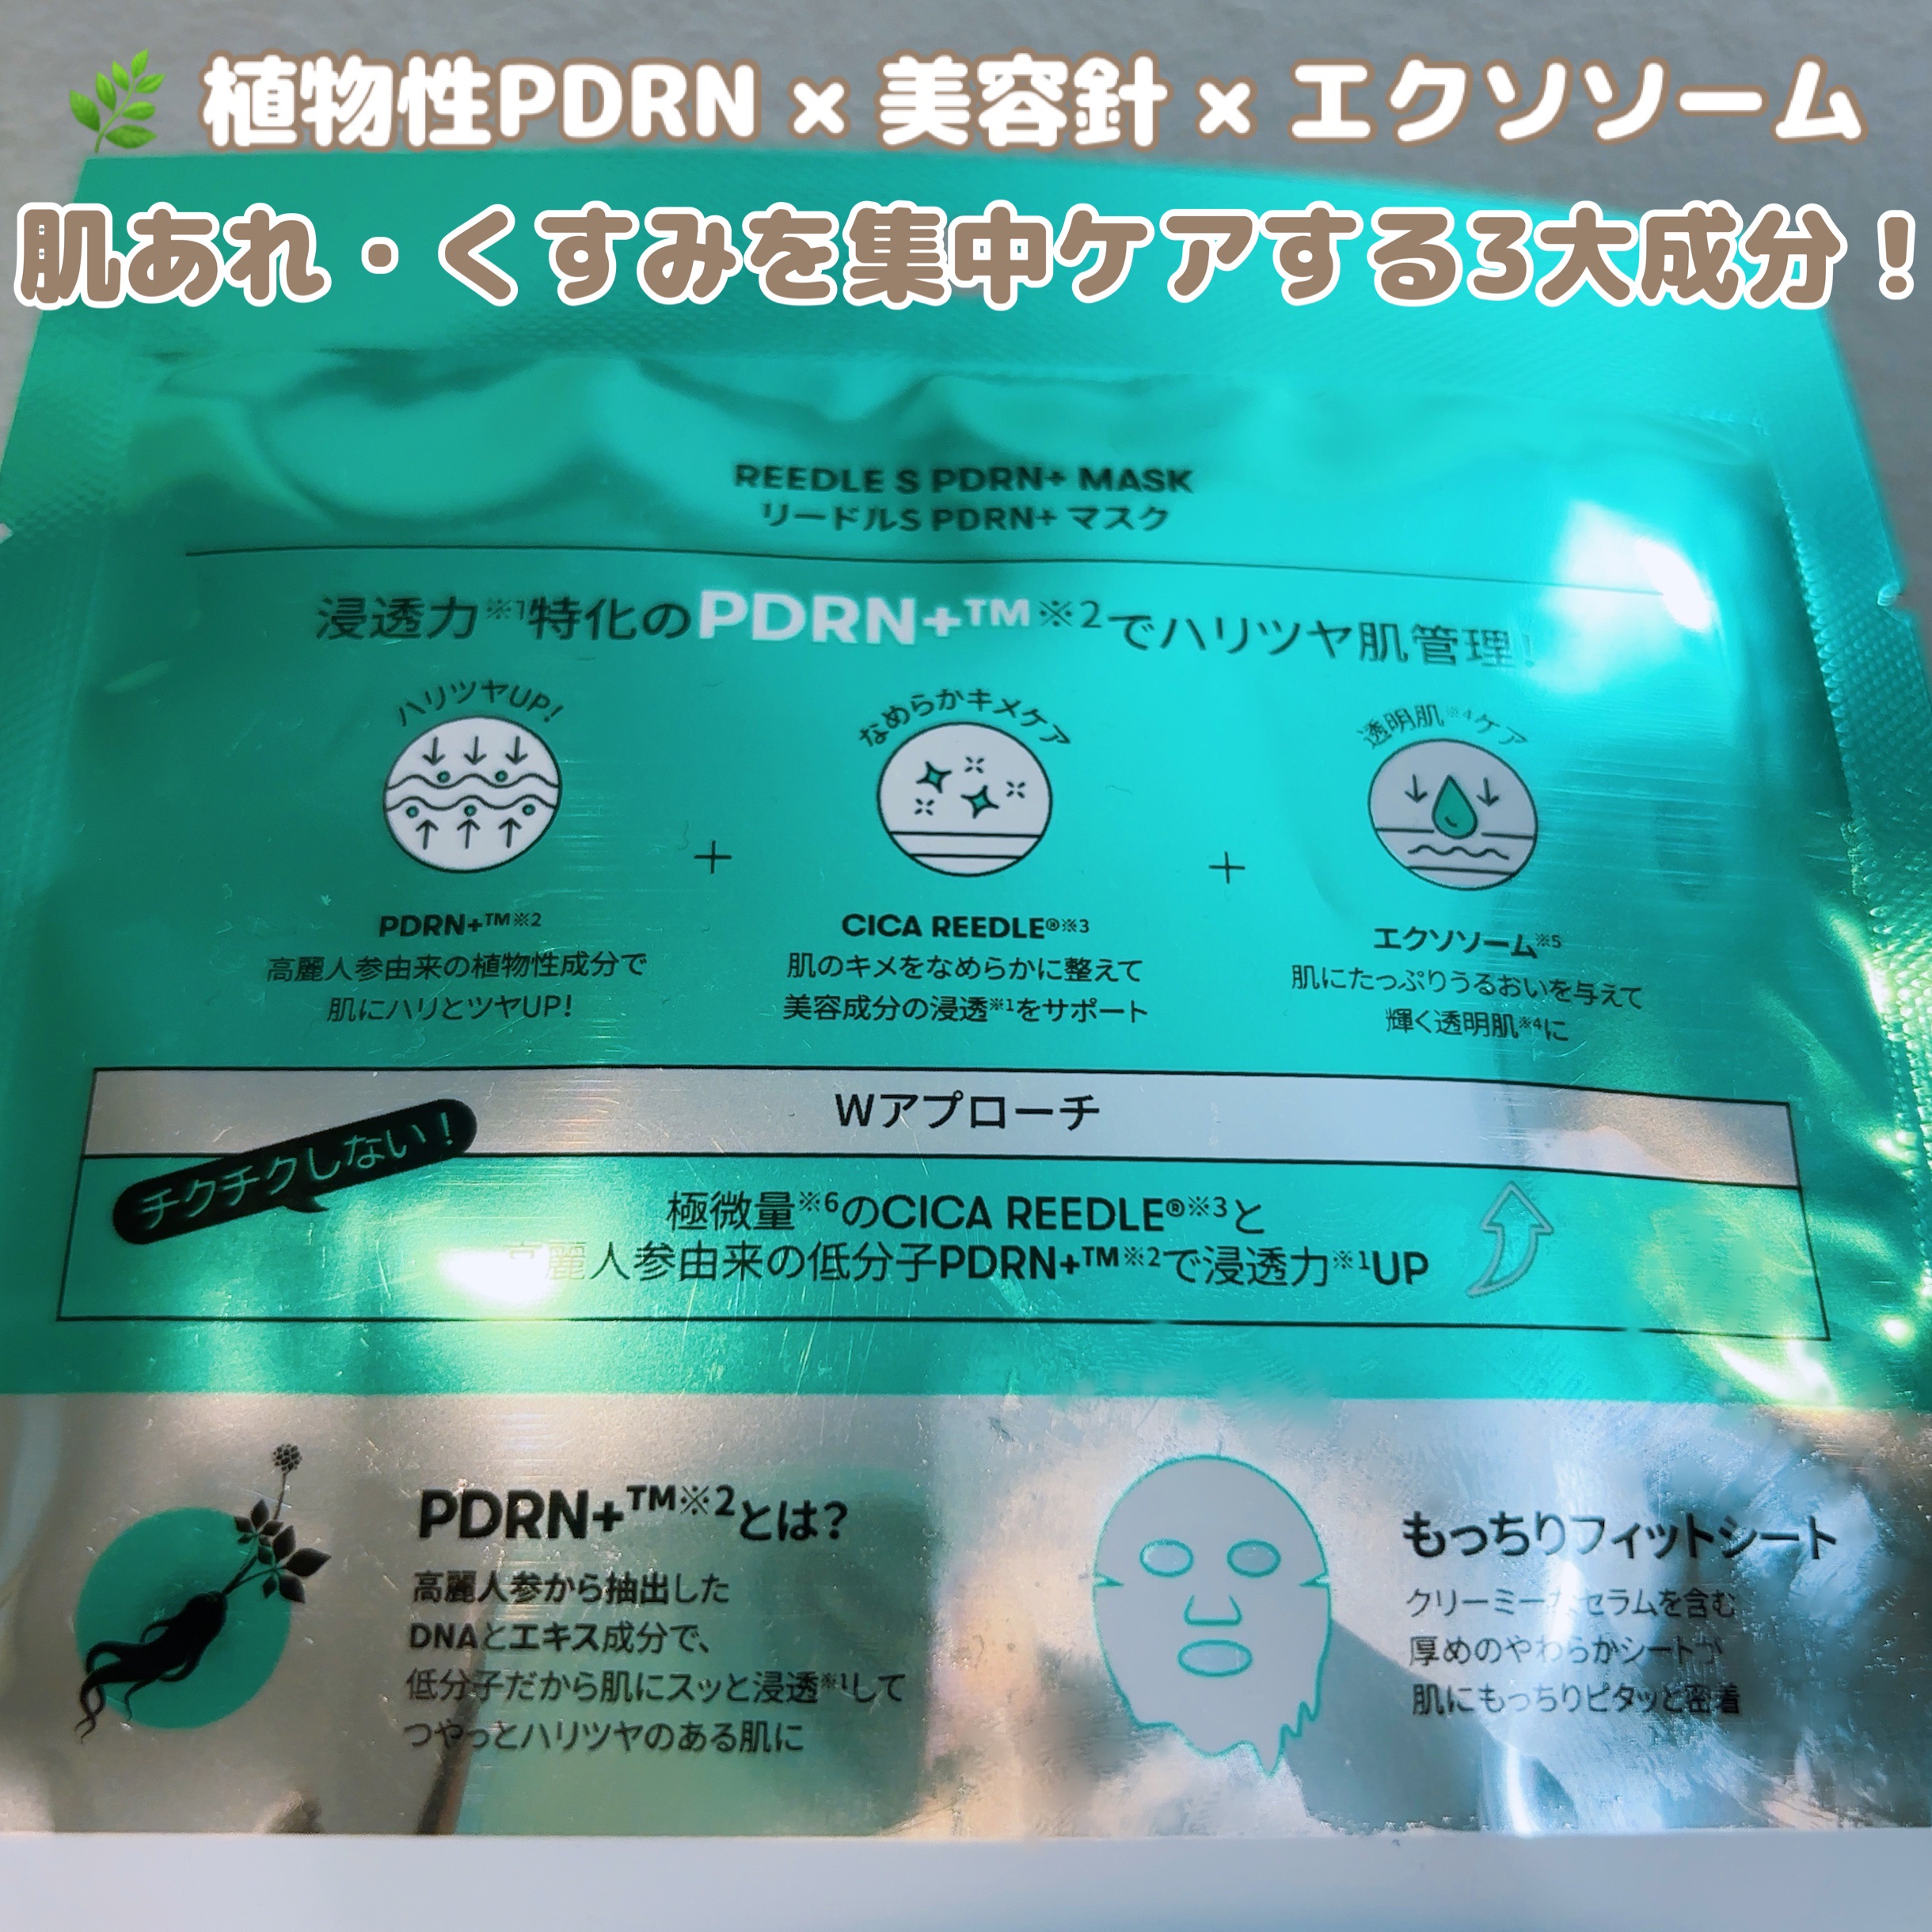 植物性PDRN × 美容針 × エクソソーム
肌あれ・くすみを集中ケアする3大成分！
REEDLE S PDRN+ MASK
リードルS PDRN+ マスク
浸透力※1特化のPDRN+™※2でハリツヤ肌管理!
ハリツヤUP!
なめらかキメケア
透明肌※4ケア
+
+
PDRN+™※2
高麗人参由来の植物性成分で
肌にハリとツヤUP!
CICA REEDLE®※3
肌のキメをなめらかに整えて
美容成分の浸透※1をサポート
エクソソーム※5
肌にたっぷりうるおいを与えて
輝く透明肌※4に
Wアプローチ
チクチクしない！
極微量※6のCICA REEDLE®※3と
高麗人参由来の低分子PDRN+™※2で浸透力※1UP
PDRN+™※2とは?
高麗人参から抽出した
DNAとエキス成分で、
低分子だから肌にスッと浸透※1して
つやっとハリツヤのある肌に
もっちりフィットシート
クリーミーなセラムを含む
厚めのやわらかシートが
肌にもっちりピタッと密着